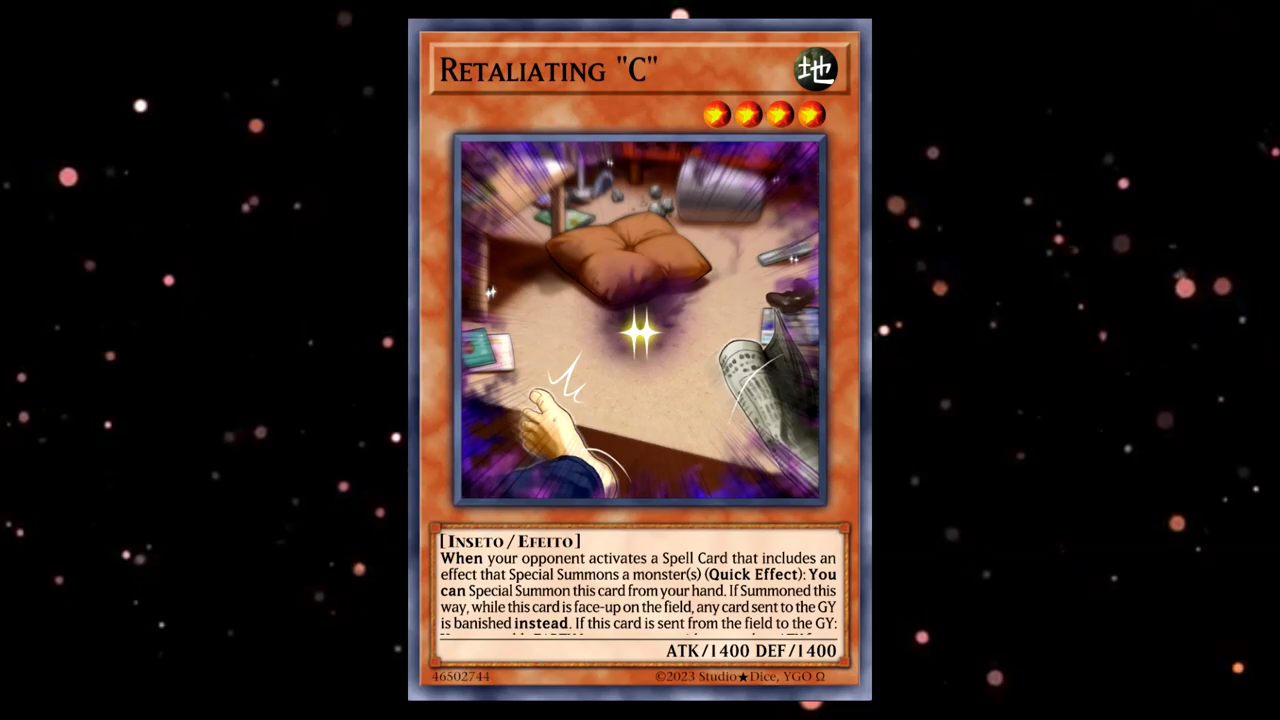 RETALIATING "C"
地
[INSETO / EFEITO]
When your opponent activates a Spell Card that includes an
effect that Special Summons a monster(s) (Quick Effect): You
can Special Summon this card from your hand. If Summoned this
way, while this card is face-up on the field, any card sent to the GY
is banished instead. If this card is sent from the field to the GY:
ATK/1400 DEF/1400
46502744
©2023 Studio★Dice, YGO Ω